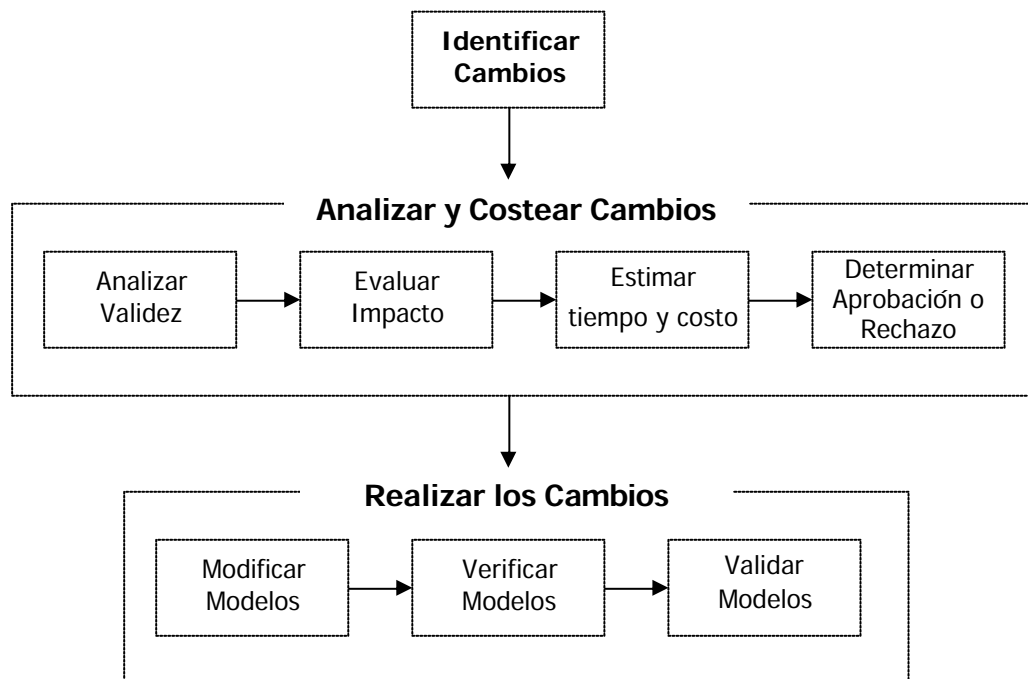 Identificar
Cambios
Analizar y Costear Cambios
Analizar
Validez
Evaluar
Impacto
Estimar
tiempo y costo
Determinar
Aprobación o
Rechazo
Realizar los Cambios
Modificar
Modelos
Verificar
Modelos
Validar
Modelos